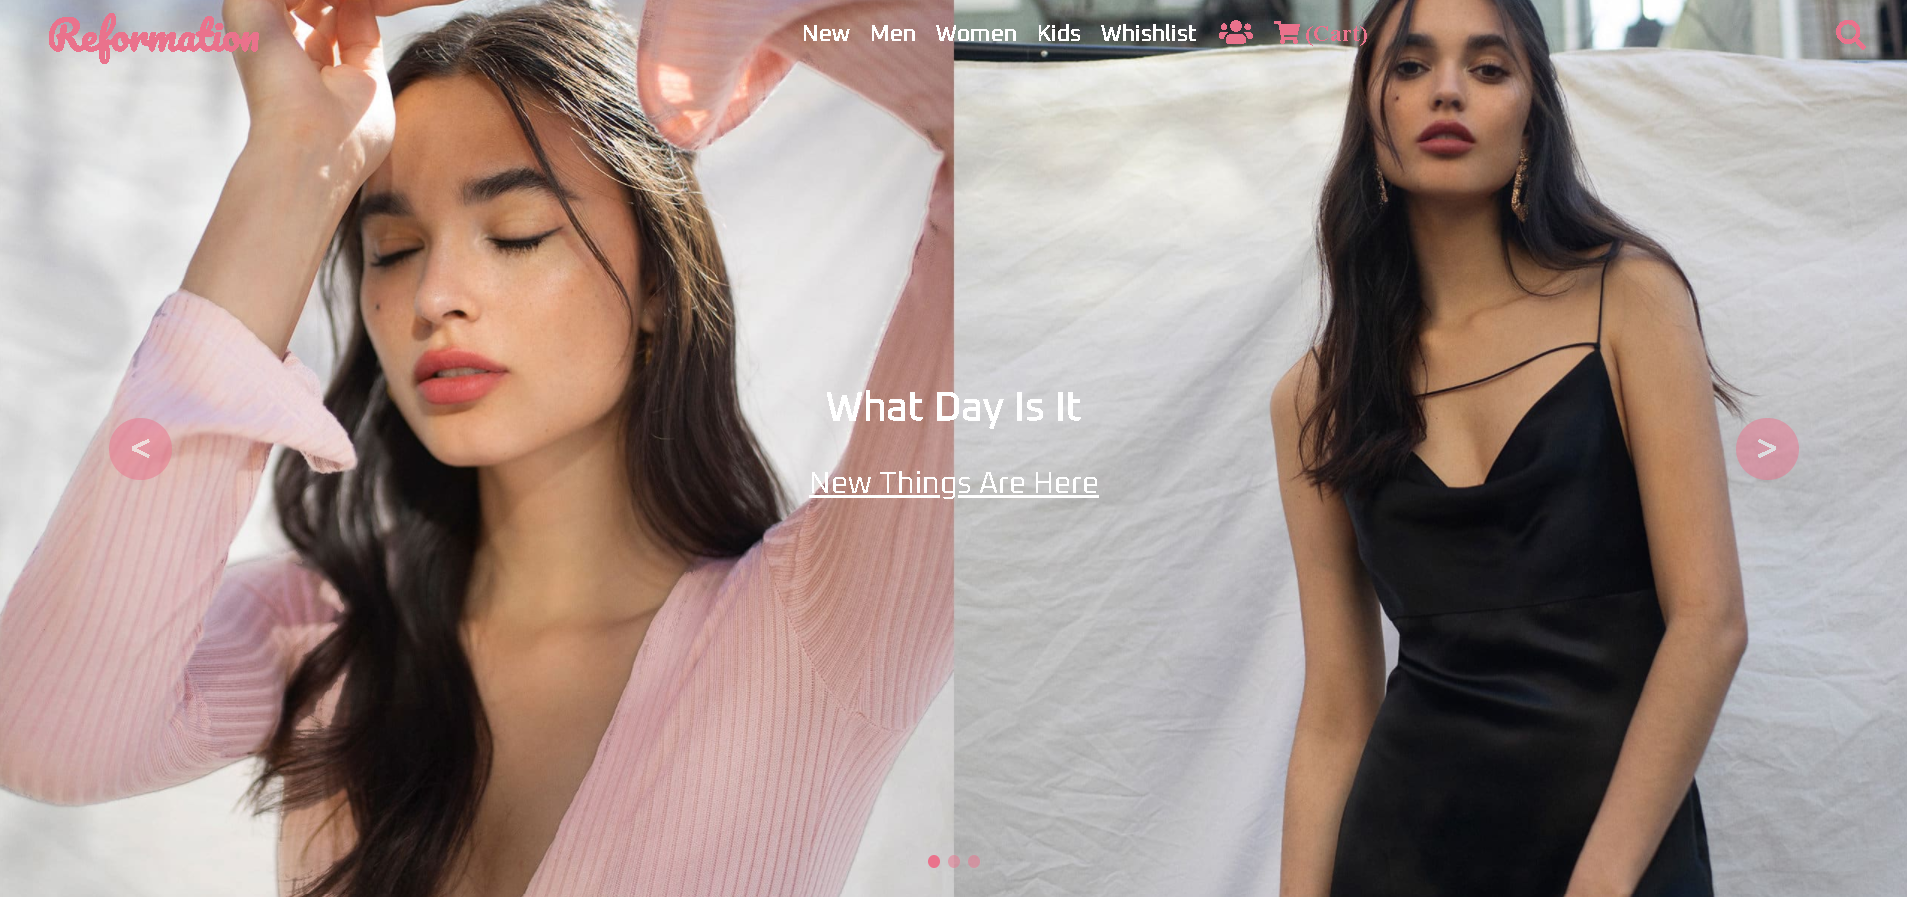 Reformation
New Men Women Kids Whishlist (Cart)
What Day Is It
< >
New Things Are Here